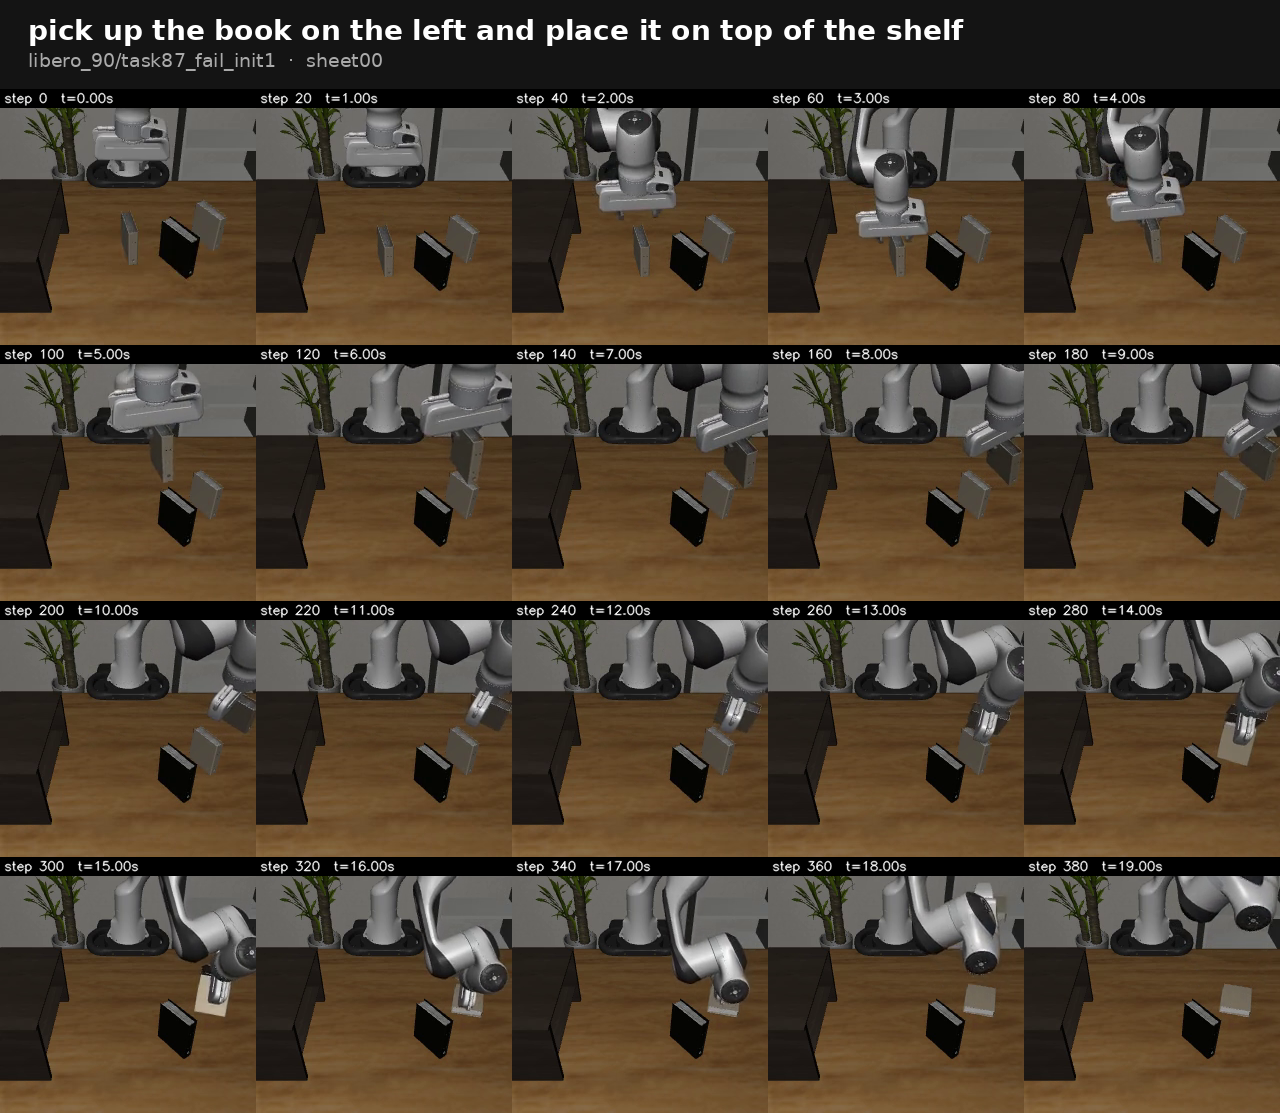 pick up the book on the left and place it on top of the shelf
libero_90/task87_fail_init1 · sheet00
step 0 t=0.00s
step 20 t=1.00s
step 40 t=2.00s
step 60 t=3.00s
step 80 t=4.00s
step 100 t=5.00s
step 120 t=6.00s
step 140 t=7.00s
step 160 t=8.00s
step 180 t=9.00s
step 200 t=10.00s
step 220 t=11.00s
step 240 t=12.00s
step 260 t=13.00s
step 280 t=14.00s
step 300 t=15.00s
step 320 t=16.00s
step 340 t=17.00s
step 360 t=18.00s
step 380 t=19.00s